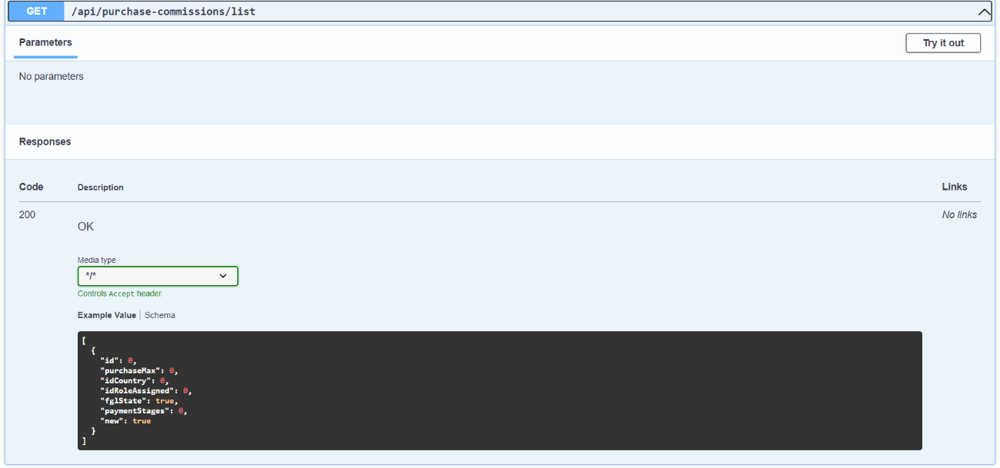 GET /api/purchase-commissions/list
Parameters
Try it out
No parameters
Responses
Code Description Links
200 No links
OK
Media type
*/*
Controls Accept header.
Example Value | Schema
[
  {
    "id": 0,
    "purchaseMax": 0,
    "idCountry": 0,
    "idRoleAssigned": 0,
    "fglState": true,
    "paymentStages": 0,
    "new": true
  }
]